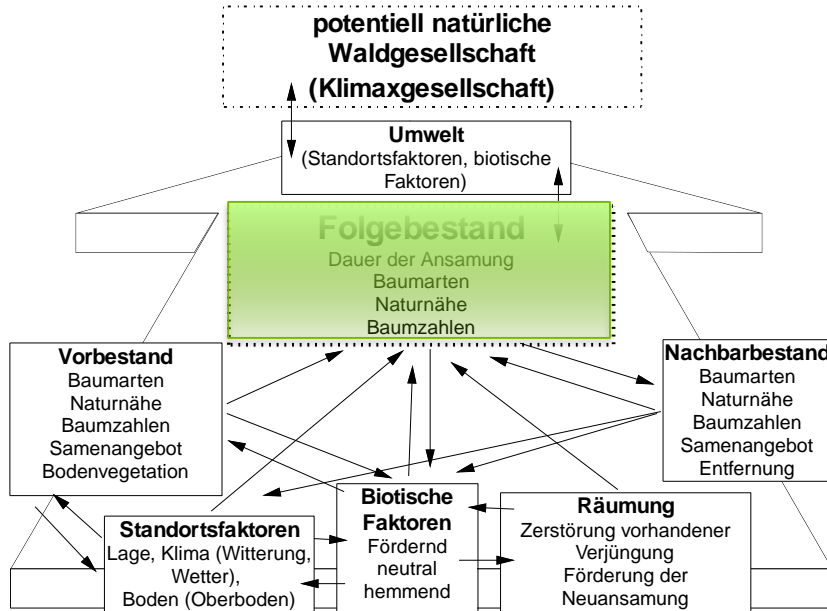 potentiell natürliche
Waldgesellschaft
(Klimaxgesellschaft)
Umwelt
(Standortsfaktoren, biotische
Faktoren)
Folgebestand
Dauer der Ansamung
Baumarten
Naturnähe
Baumzahlen
Vorbestand
Baumarten
Naturnähe
Baumzahlen
Samenangebot
Bodenvegetation
Nachbarbestand
Baumarten
Naturnähe
Baumzahlen
Samenangebot
Entfernung
Standortsfaktoren
Lage, Klima (Witterung,
Wetter),
Boden (Oberboden)
Biotische
Faktoren
Fördernd
neutral
hemmend
Räumung
Zerstörung vorhandener
Verjüngung
Förderung der
Neuansamung